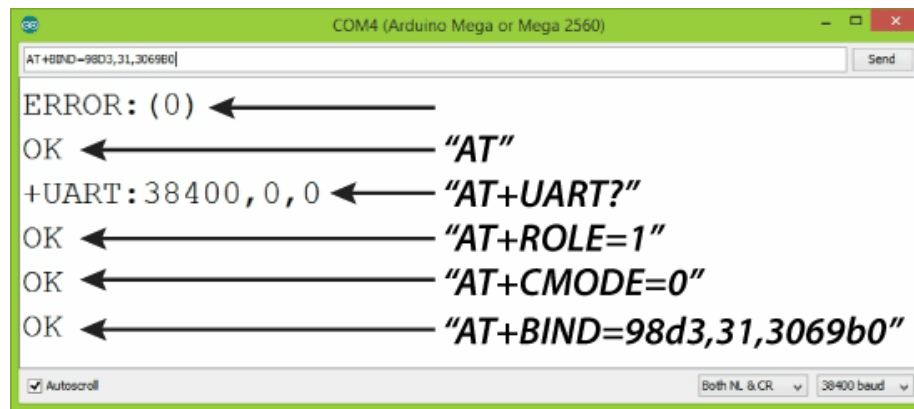 COM4 (Arduino Mega or Mega 2560)
AT+BIND=98D3,31,3069B0
Send
ERROR:(0)
OK "AT"
+UART:38400,0,0 "AT+UART?"
OK "AT+ROLE=1"
OK "AT+CMODE=0"
OK "AT+BIND=98d3,31,3069b0"
Autoscroll Both NL & CR 38400 baud